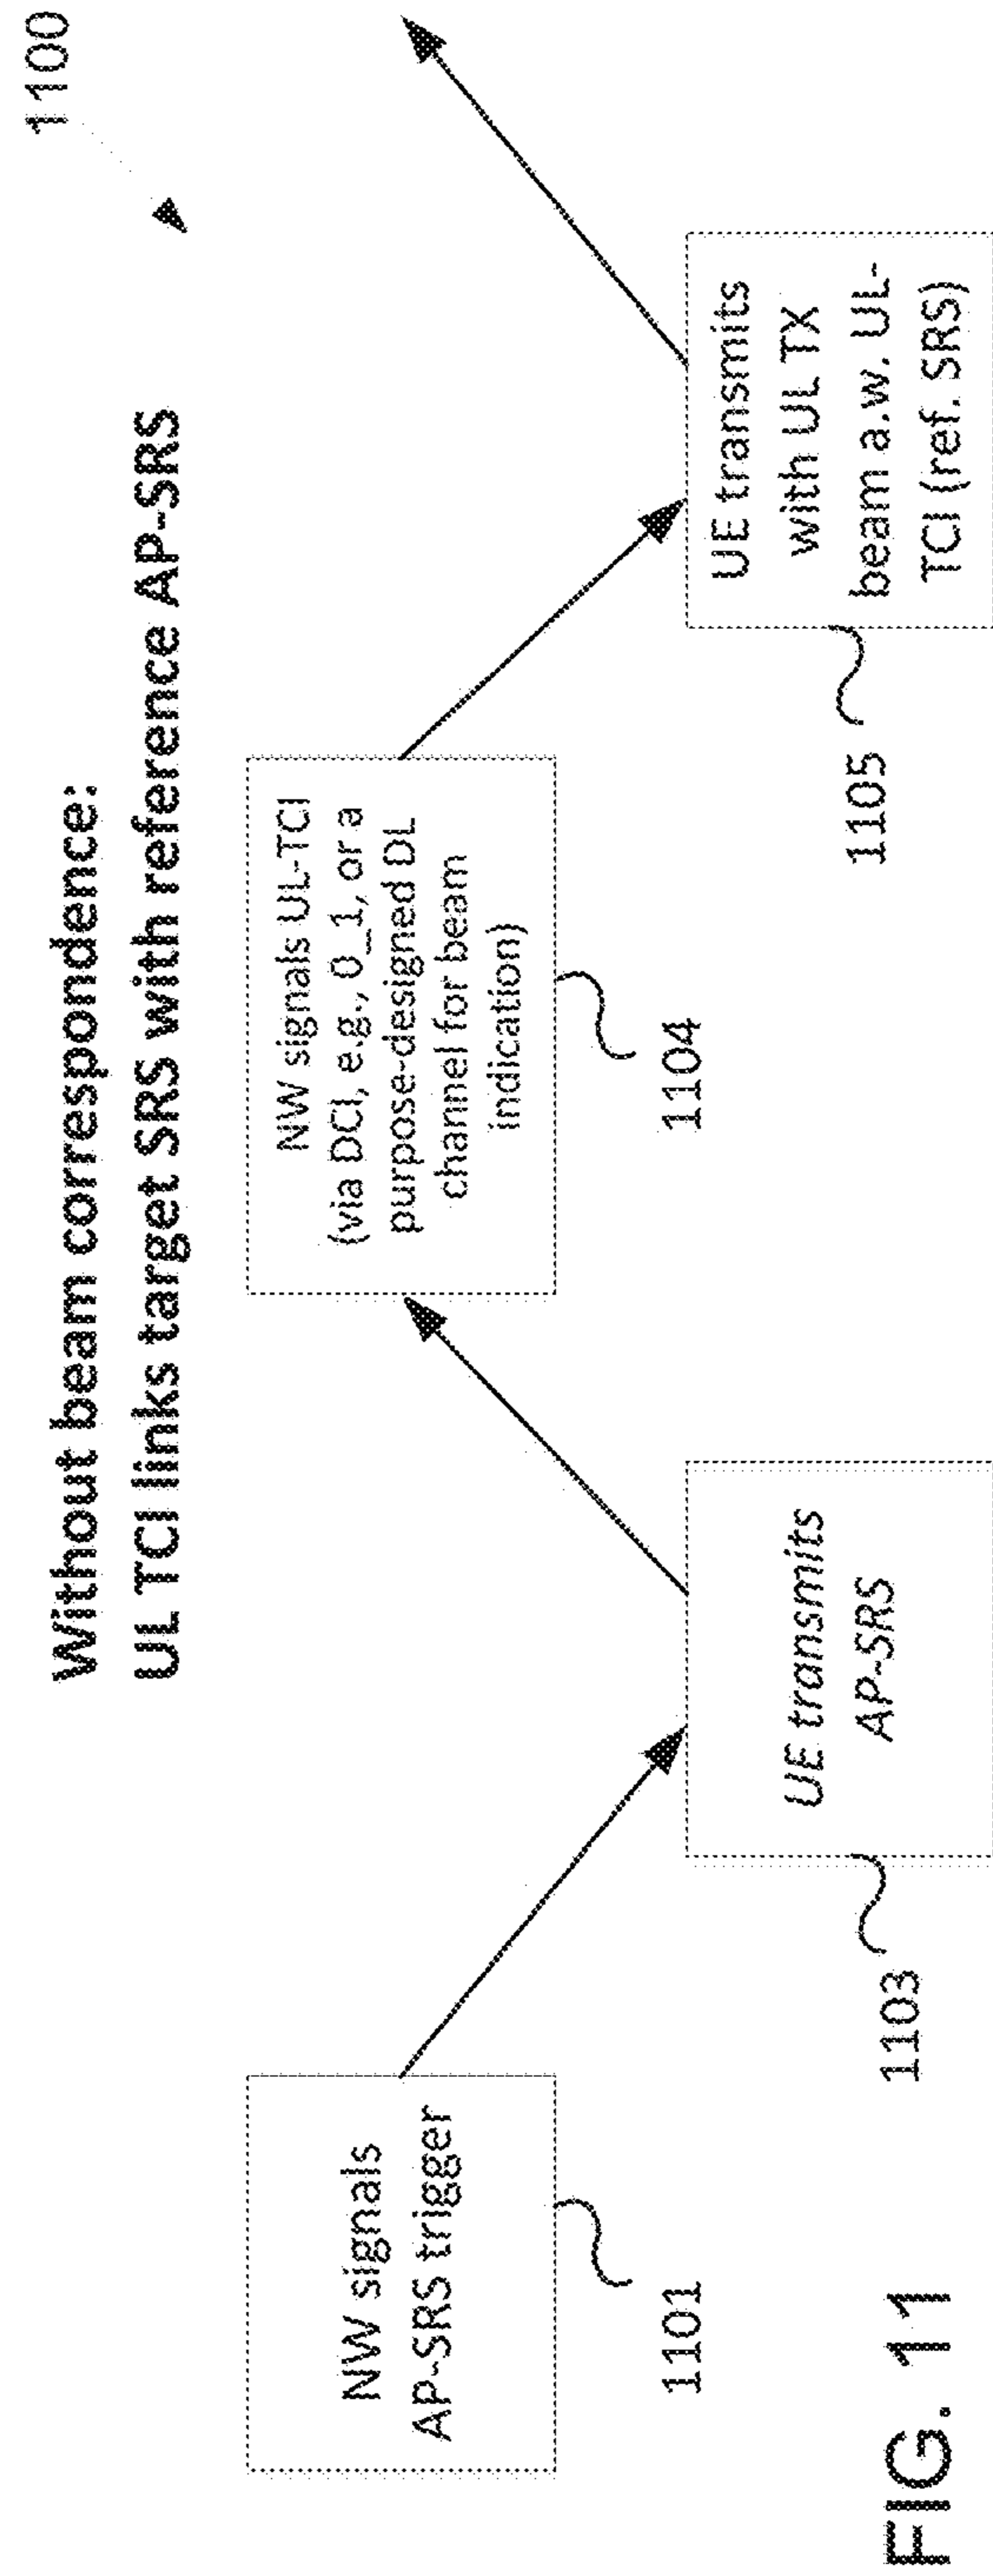 1100
Without beam correspondence:
UL TCI links target SRS with reference AP-SRS
NW signals
AP-SRS trigger
1101
UE transmits
AP-SRS
1103
NW signals UL-TCI
(via DCI, e.g., 0_1, or a
purpose-designed DL
channel for beam
indication)
1104
UE transmits
with UL TX
beam a.w. UL-
TCI (ref. SRS)
1105
FIG. 11